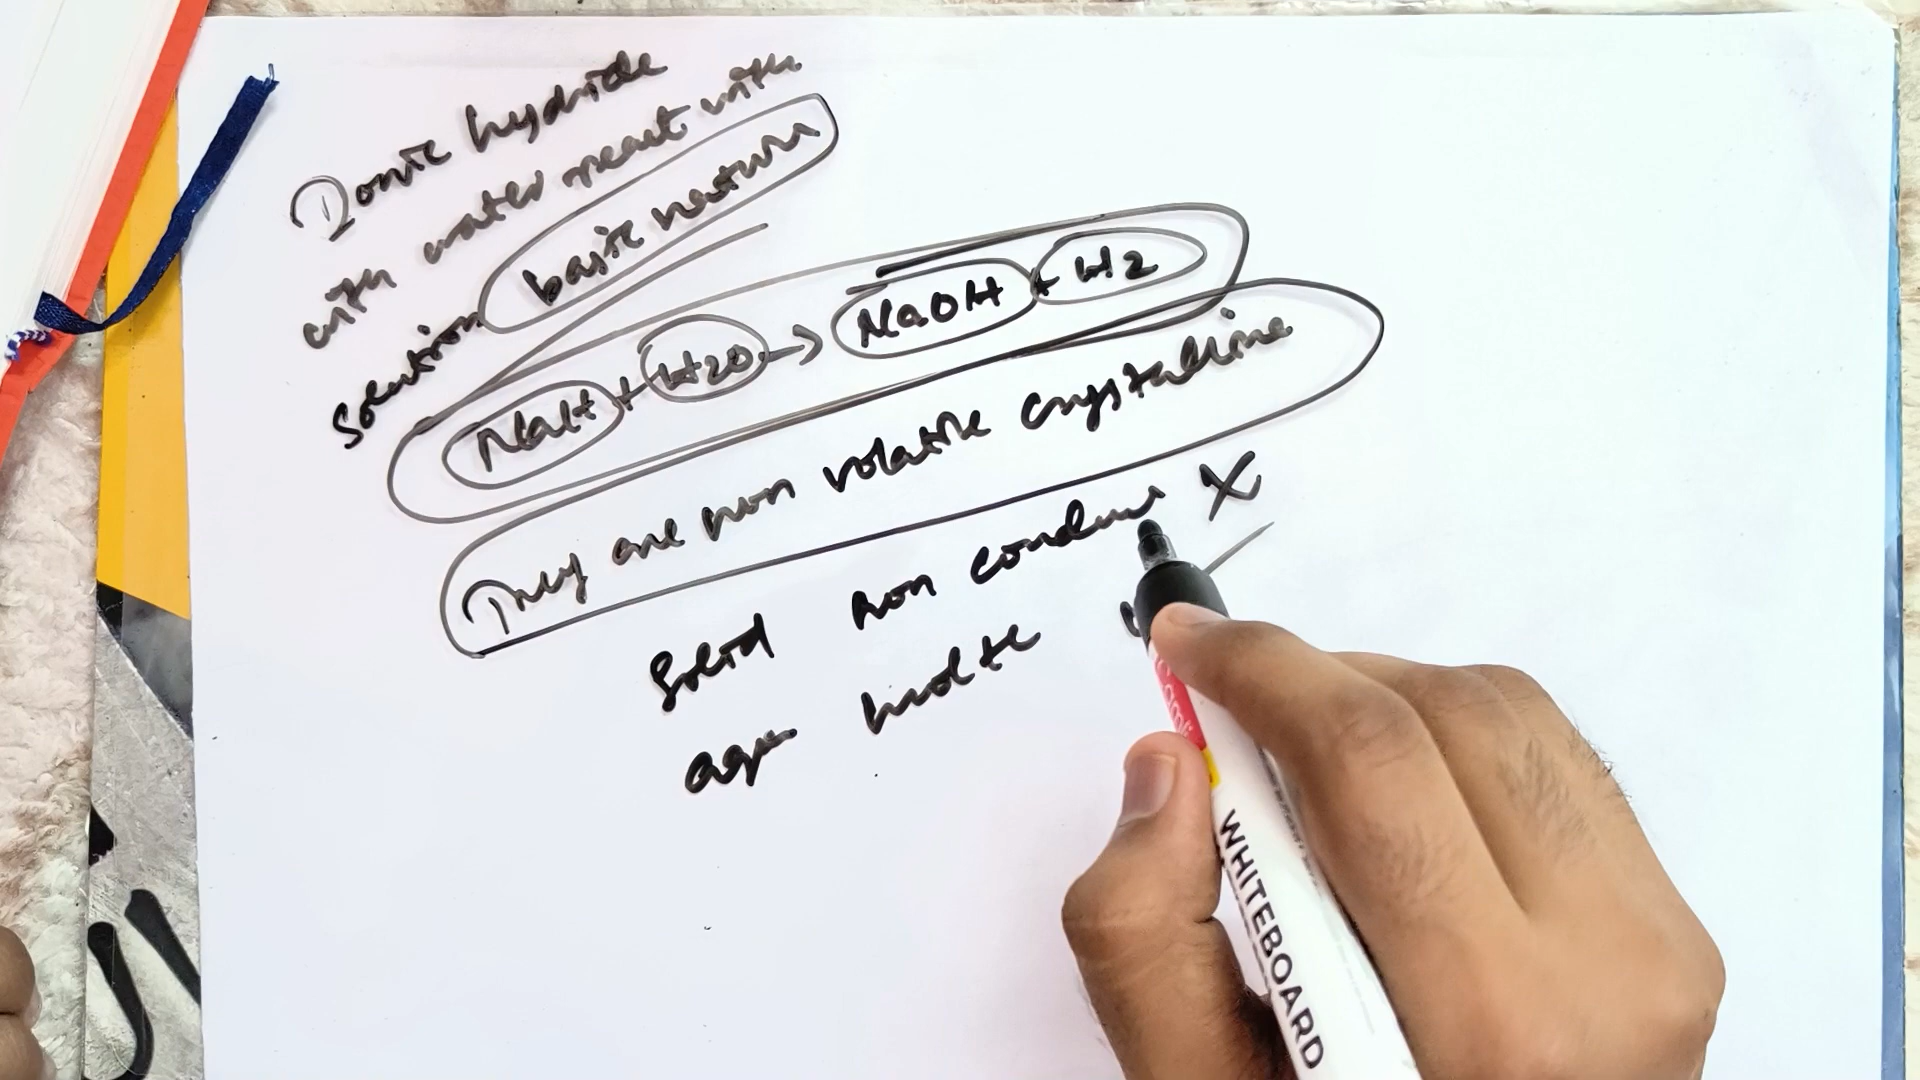 Ionic hydride
with water react with
Solution basic nature
NaH + H2O → NaOH + H2
They are non volatile crystalline
Solid non conduc X
aqu molte
WHITEBOARD